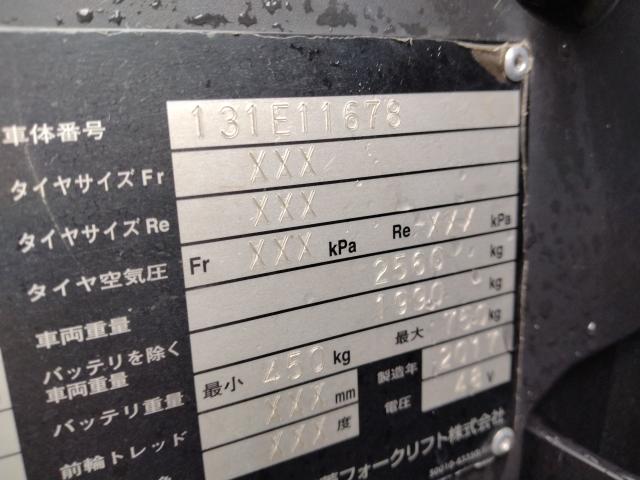 車体番号 131E11678
タイヤサイズ Fr XXX
タイヤサイズ Re XXX
タイヤ空気圧 Fr XXX kPa Re XXX kPa
車両重量 2560 kg
バッテリを除く車両重量 1990 kg
バッテリ重量 最小 450 kg 最大 750 kg
前輪トレッド XXX mm 製造年 2017
XXX 度 電圧 48 V
フォークリフト株式会社